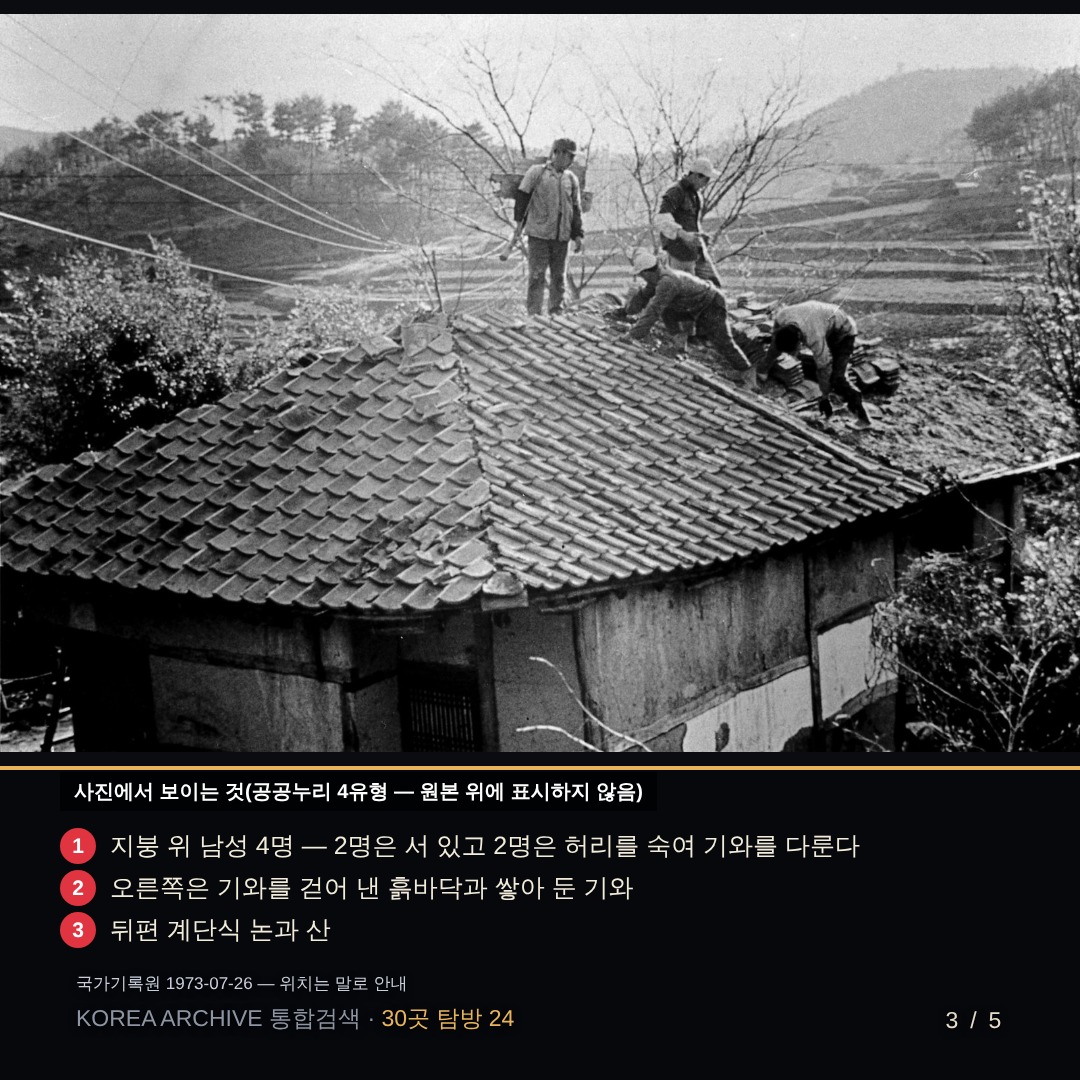 사진에서 보이는 것(공공누리 4유형 — 원본 위에 표시하지 않음)
1 지붕 위 남성 4명 — 2명은 서 있고 2명은 허리를 숙여 기와를 다룬다
2 오른쪽은 기와를 걷어 낸 흙바닥과 쌓아 둔 기와
3 뒤편 계단식 논과 산
국가기록원 1973-07-26 — 위치는 말로 안내
KOREA ARCHIVE 통합검색 · 30곳 탐방 24
3 / 5